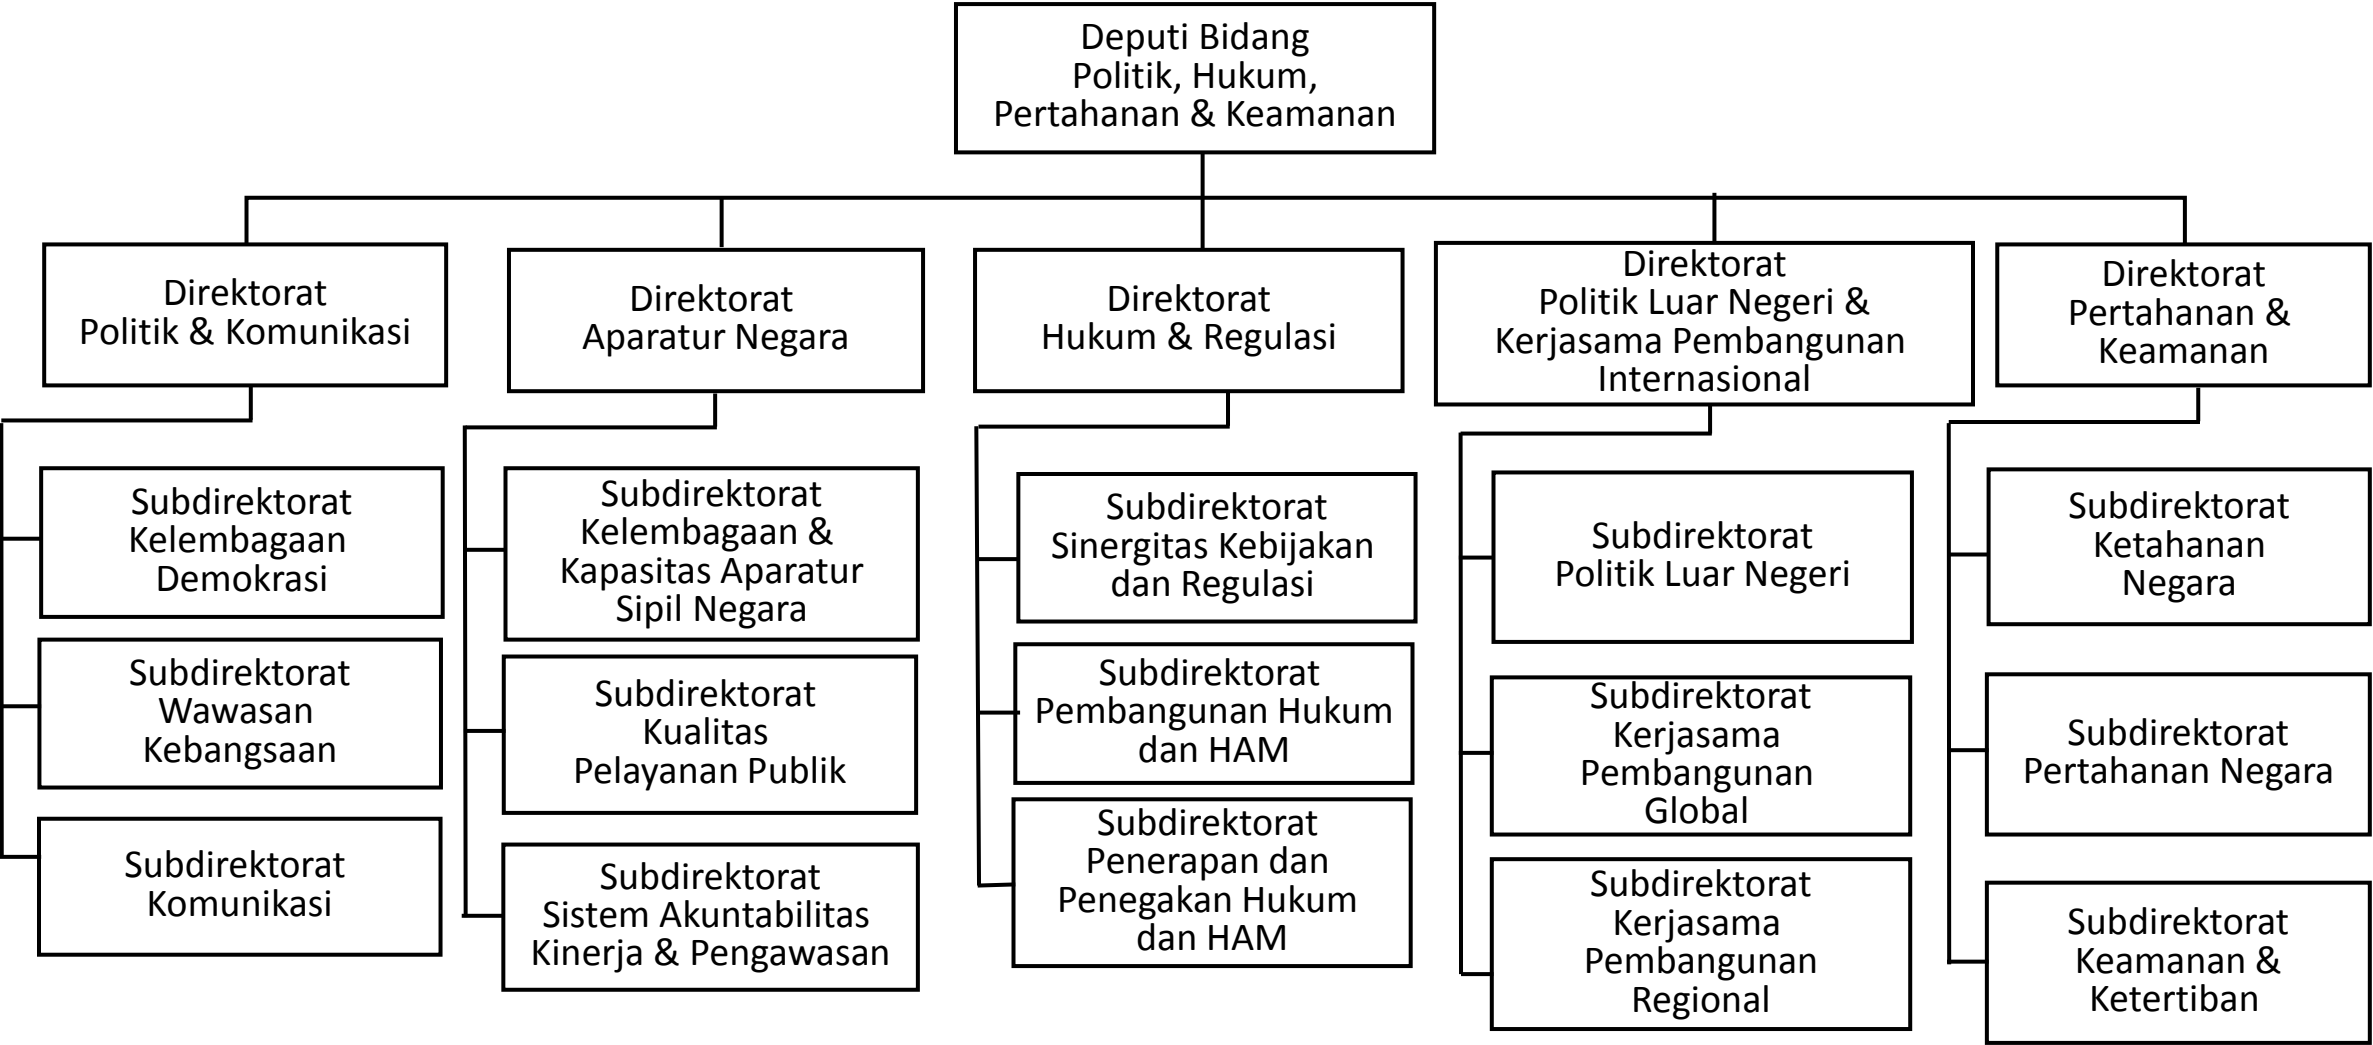 Deputi Bidang
Politik, Hukum,
Pertahanan & Keamanan
Direktorat
Politik & Komunikasi
Direktorat
Aparatur Negara
Direktorat
Hukum & Regulasi
Direktorat
Politik Luar Negeri &
Kerjasama Pembangunan
Internasional
Direktorat
Pertahanan &
Keamanan
Subdirektorat
Kelembagaan
Demokrasi
Subdirektorat
Wawasan
Kebangsaan
Subdirektorat
Komunikasi
Subdirektorat
Kelembagaan &
Kapasitas Aparatur
Sipil Negara
Subdirektorat
Kualitas
Pelayanan Publik
Subdirektorat
Sistem Akuntabilitas
Kinerja & Pengawasan
Subdirektorat
Sinergitas Kebijakan
dan Regulasi
Subdirektorat
Pembangunan Hukum
dan HAM
Subdirektorat
Penerapan dan
Penegakan Hukum
dan HAM
Subdirektorat
Politik Luar Negeri
Subdirektorat
Kerjasama
Pembangunan
Global
Subdirektorat
Kerjasama
Pembangunan
Regional
Subdirektorat
Ketahanan
Negara
Subdirektorat
Pertahanan Negara
Subdirektorat
Keamanan &
Ketertiban